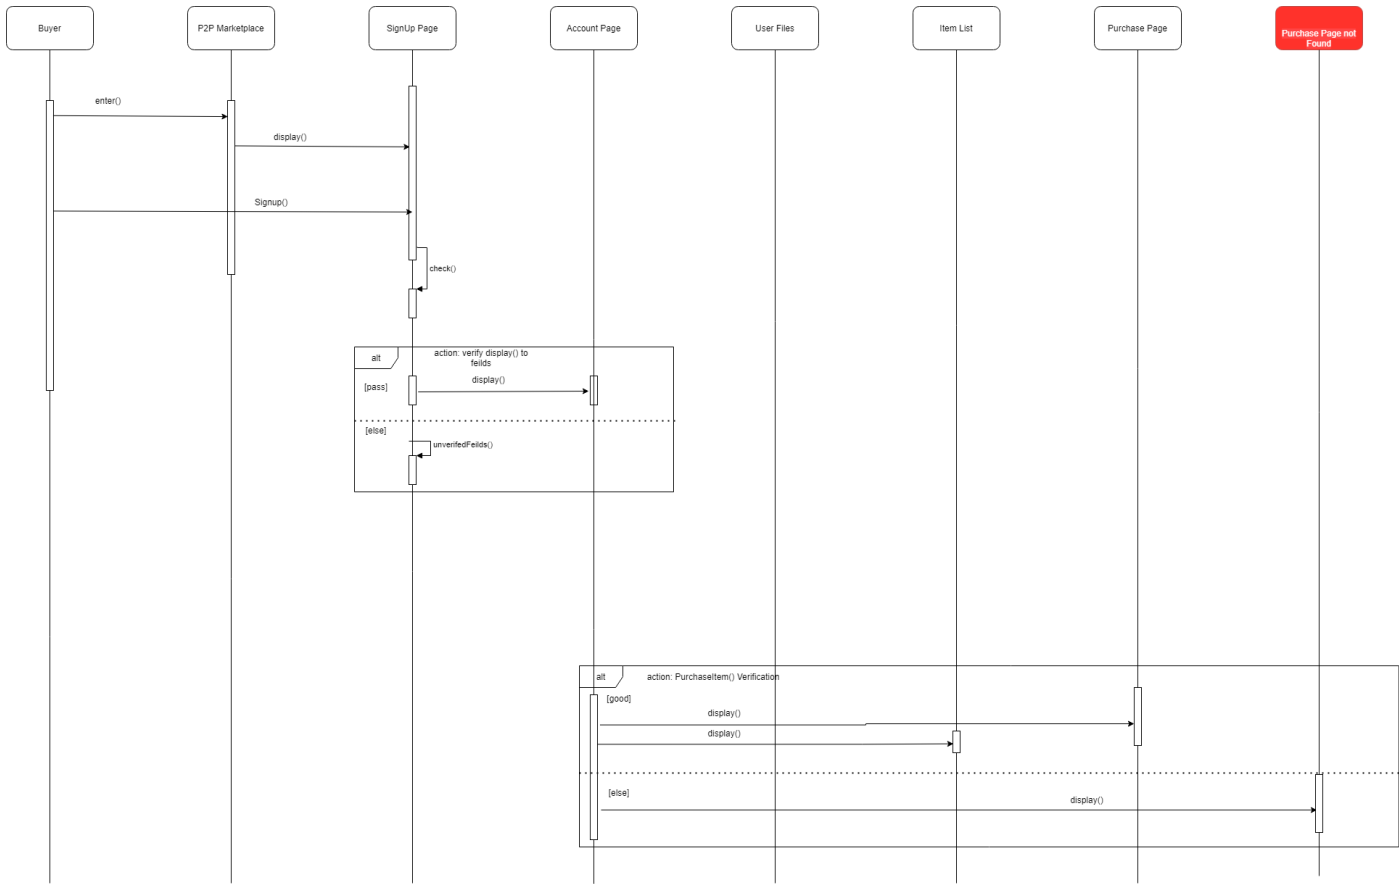 Buyer
P2P Marketplace
SignUp Page
Account Page
User Files
Item List
Purchase Page
Purchase Page not
Found
enter()
display()
Signup()
check()
alt
action: verify display() to
feilds
[pass]
display()
[else]
unverifedFeilds()
alt
action: PurchaseItem() Verification
[good]
display()
display()
[else]
display()